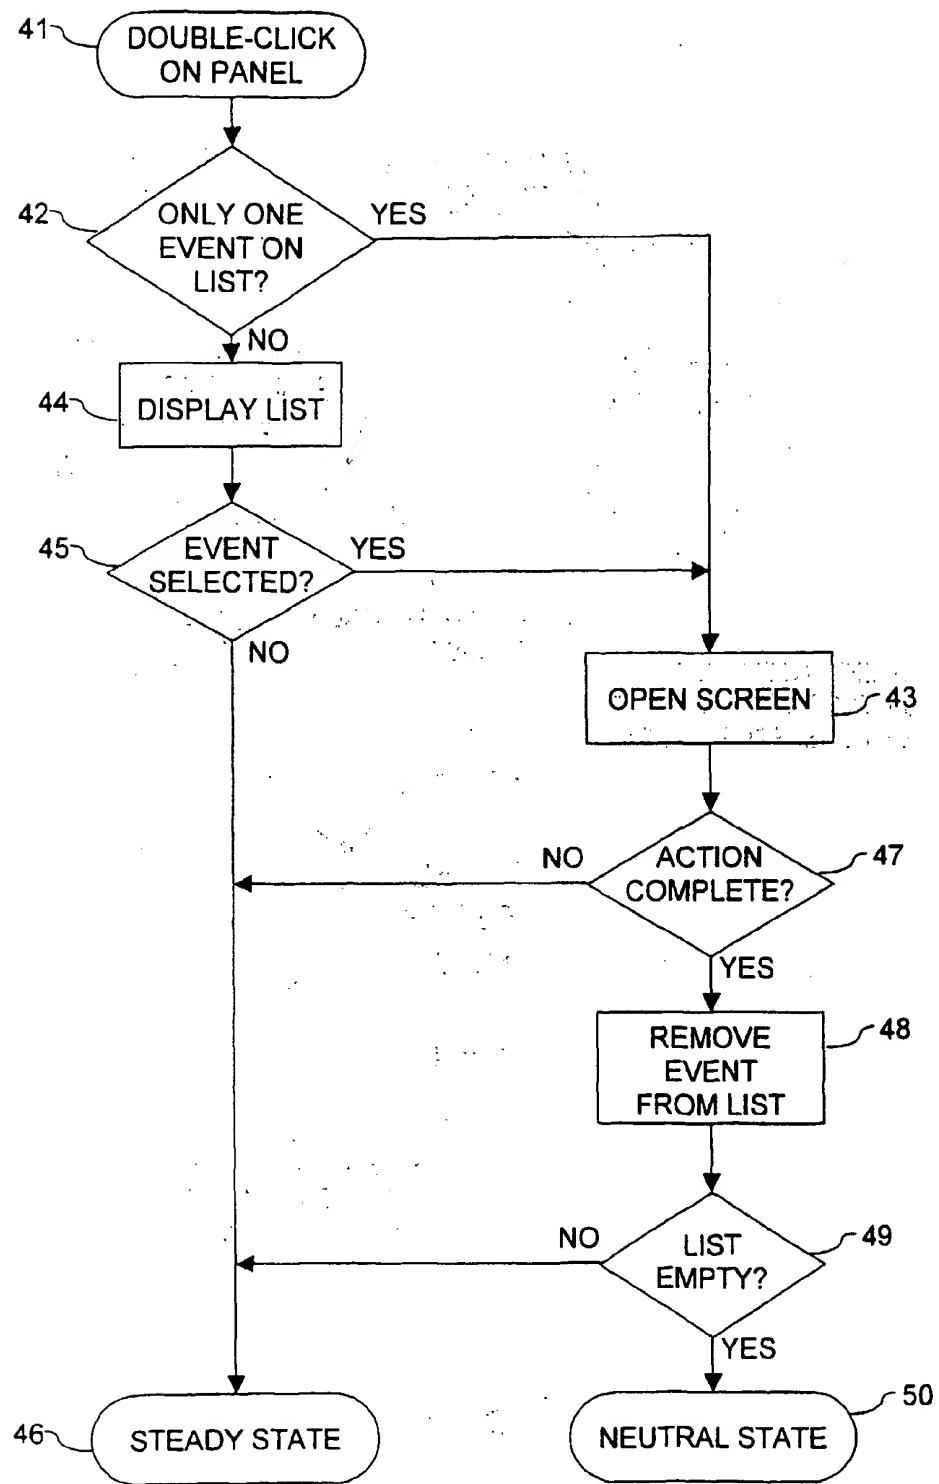 41
DOUBLE-CLICK
ON PANEL
42
ONLY ONE
EVENT ON
LIST?
YES
NO
44
DISPLAY LIST
45
EVENT
SELECTED?
YES
NO
OPEN SCREEN
43
NO
ACTION
COMPLETE?
47
YES
REMOVE
EVENT
FROM LIST
48
NO
LIST
EMPTY?
49
YES
46
STEADY STATE
NEUTRAL STATE
50